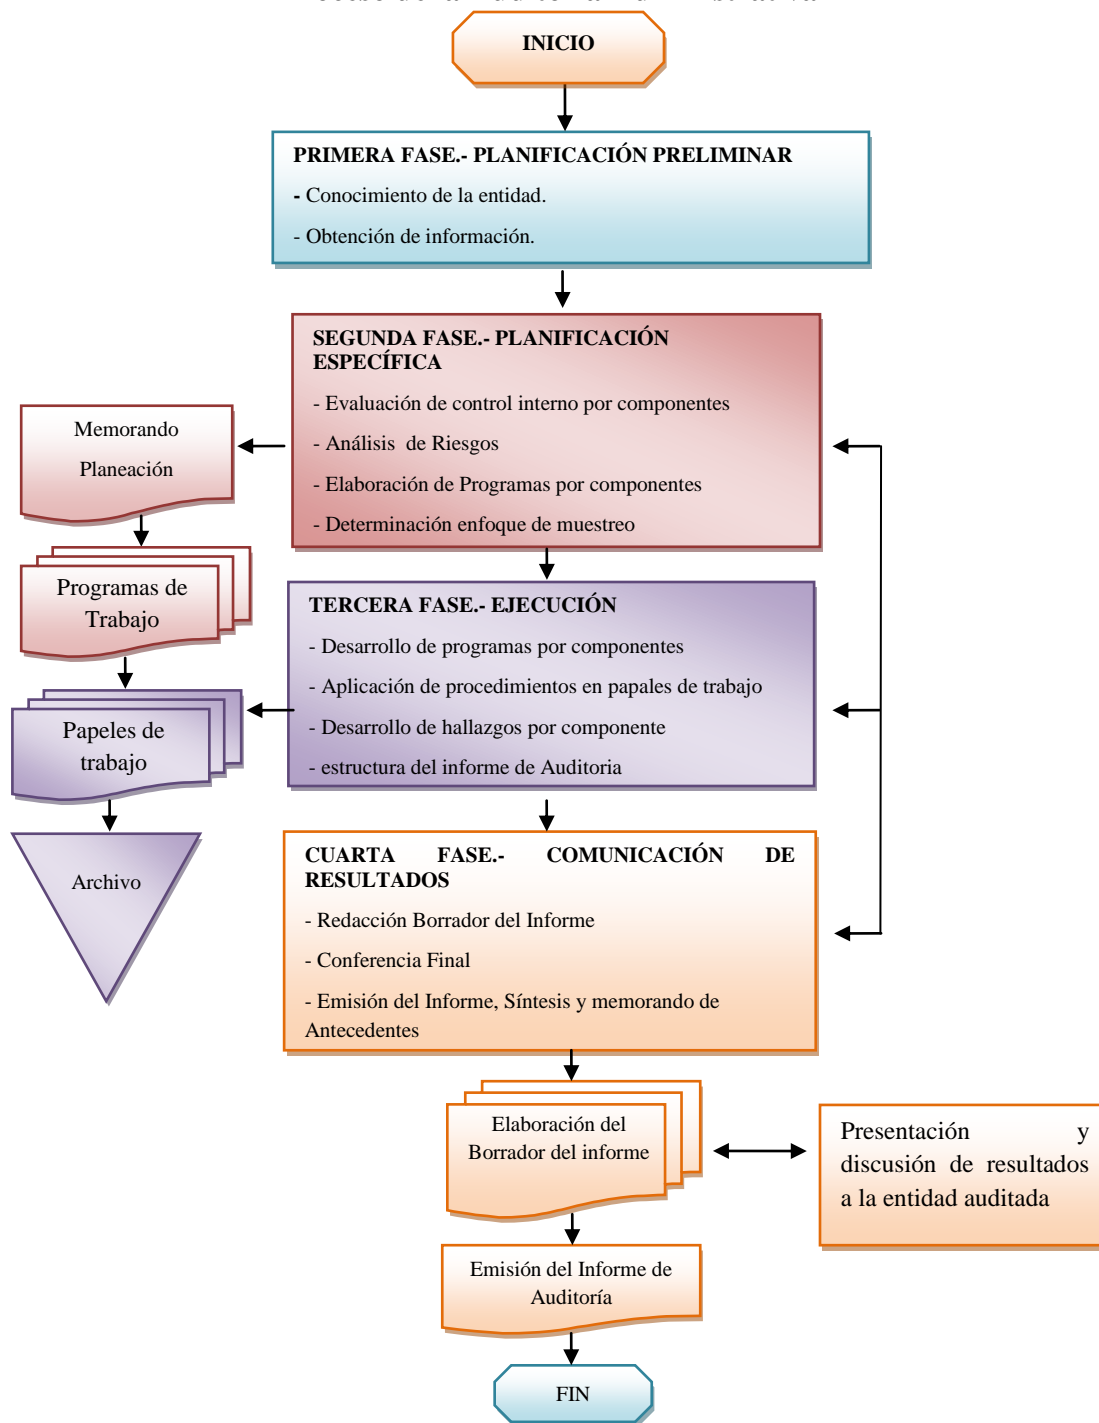 INICIO
PRIMERA FASE.- PLANIFICACIÓN PRELIMINAR
- Conocimiento de la entidad.
- Obtención de información.
SEGUNDA FASE.- PLANIFICACIÓN
ESPECÍFICA
- Evaluación de control interno por componentes
- Análisis de Riesgos
- Elaboración de Programas por componentes
- Determinación enfoque de muestreo
Memorando
Planeación
Programas de
Trabajo
TERCERA FASE.- EJECUCIÓN
- Desarrollo de programas por componentes
- Aplicación de procedimientos en papales de trabajo
- Desarrollo de hallazgos por componente
- estructura del informe de Auditoria
Papeles de
trabajo
Archivo
CUARTA FASE.- COMUNICACIÓN DE
RESULTADOS
- Redacción Borrador del Informe
- Conferencia Final
- Emisión del Informe, Síntesis y memorando de
Antecedentes
Elaboración del
Borrador del informe
Presentación y
discusión de resultados
a la entidad auditada
Emisión del Informe de
Auditoría
FIN